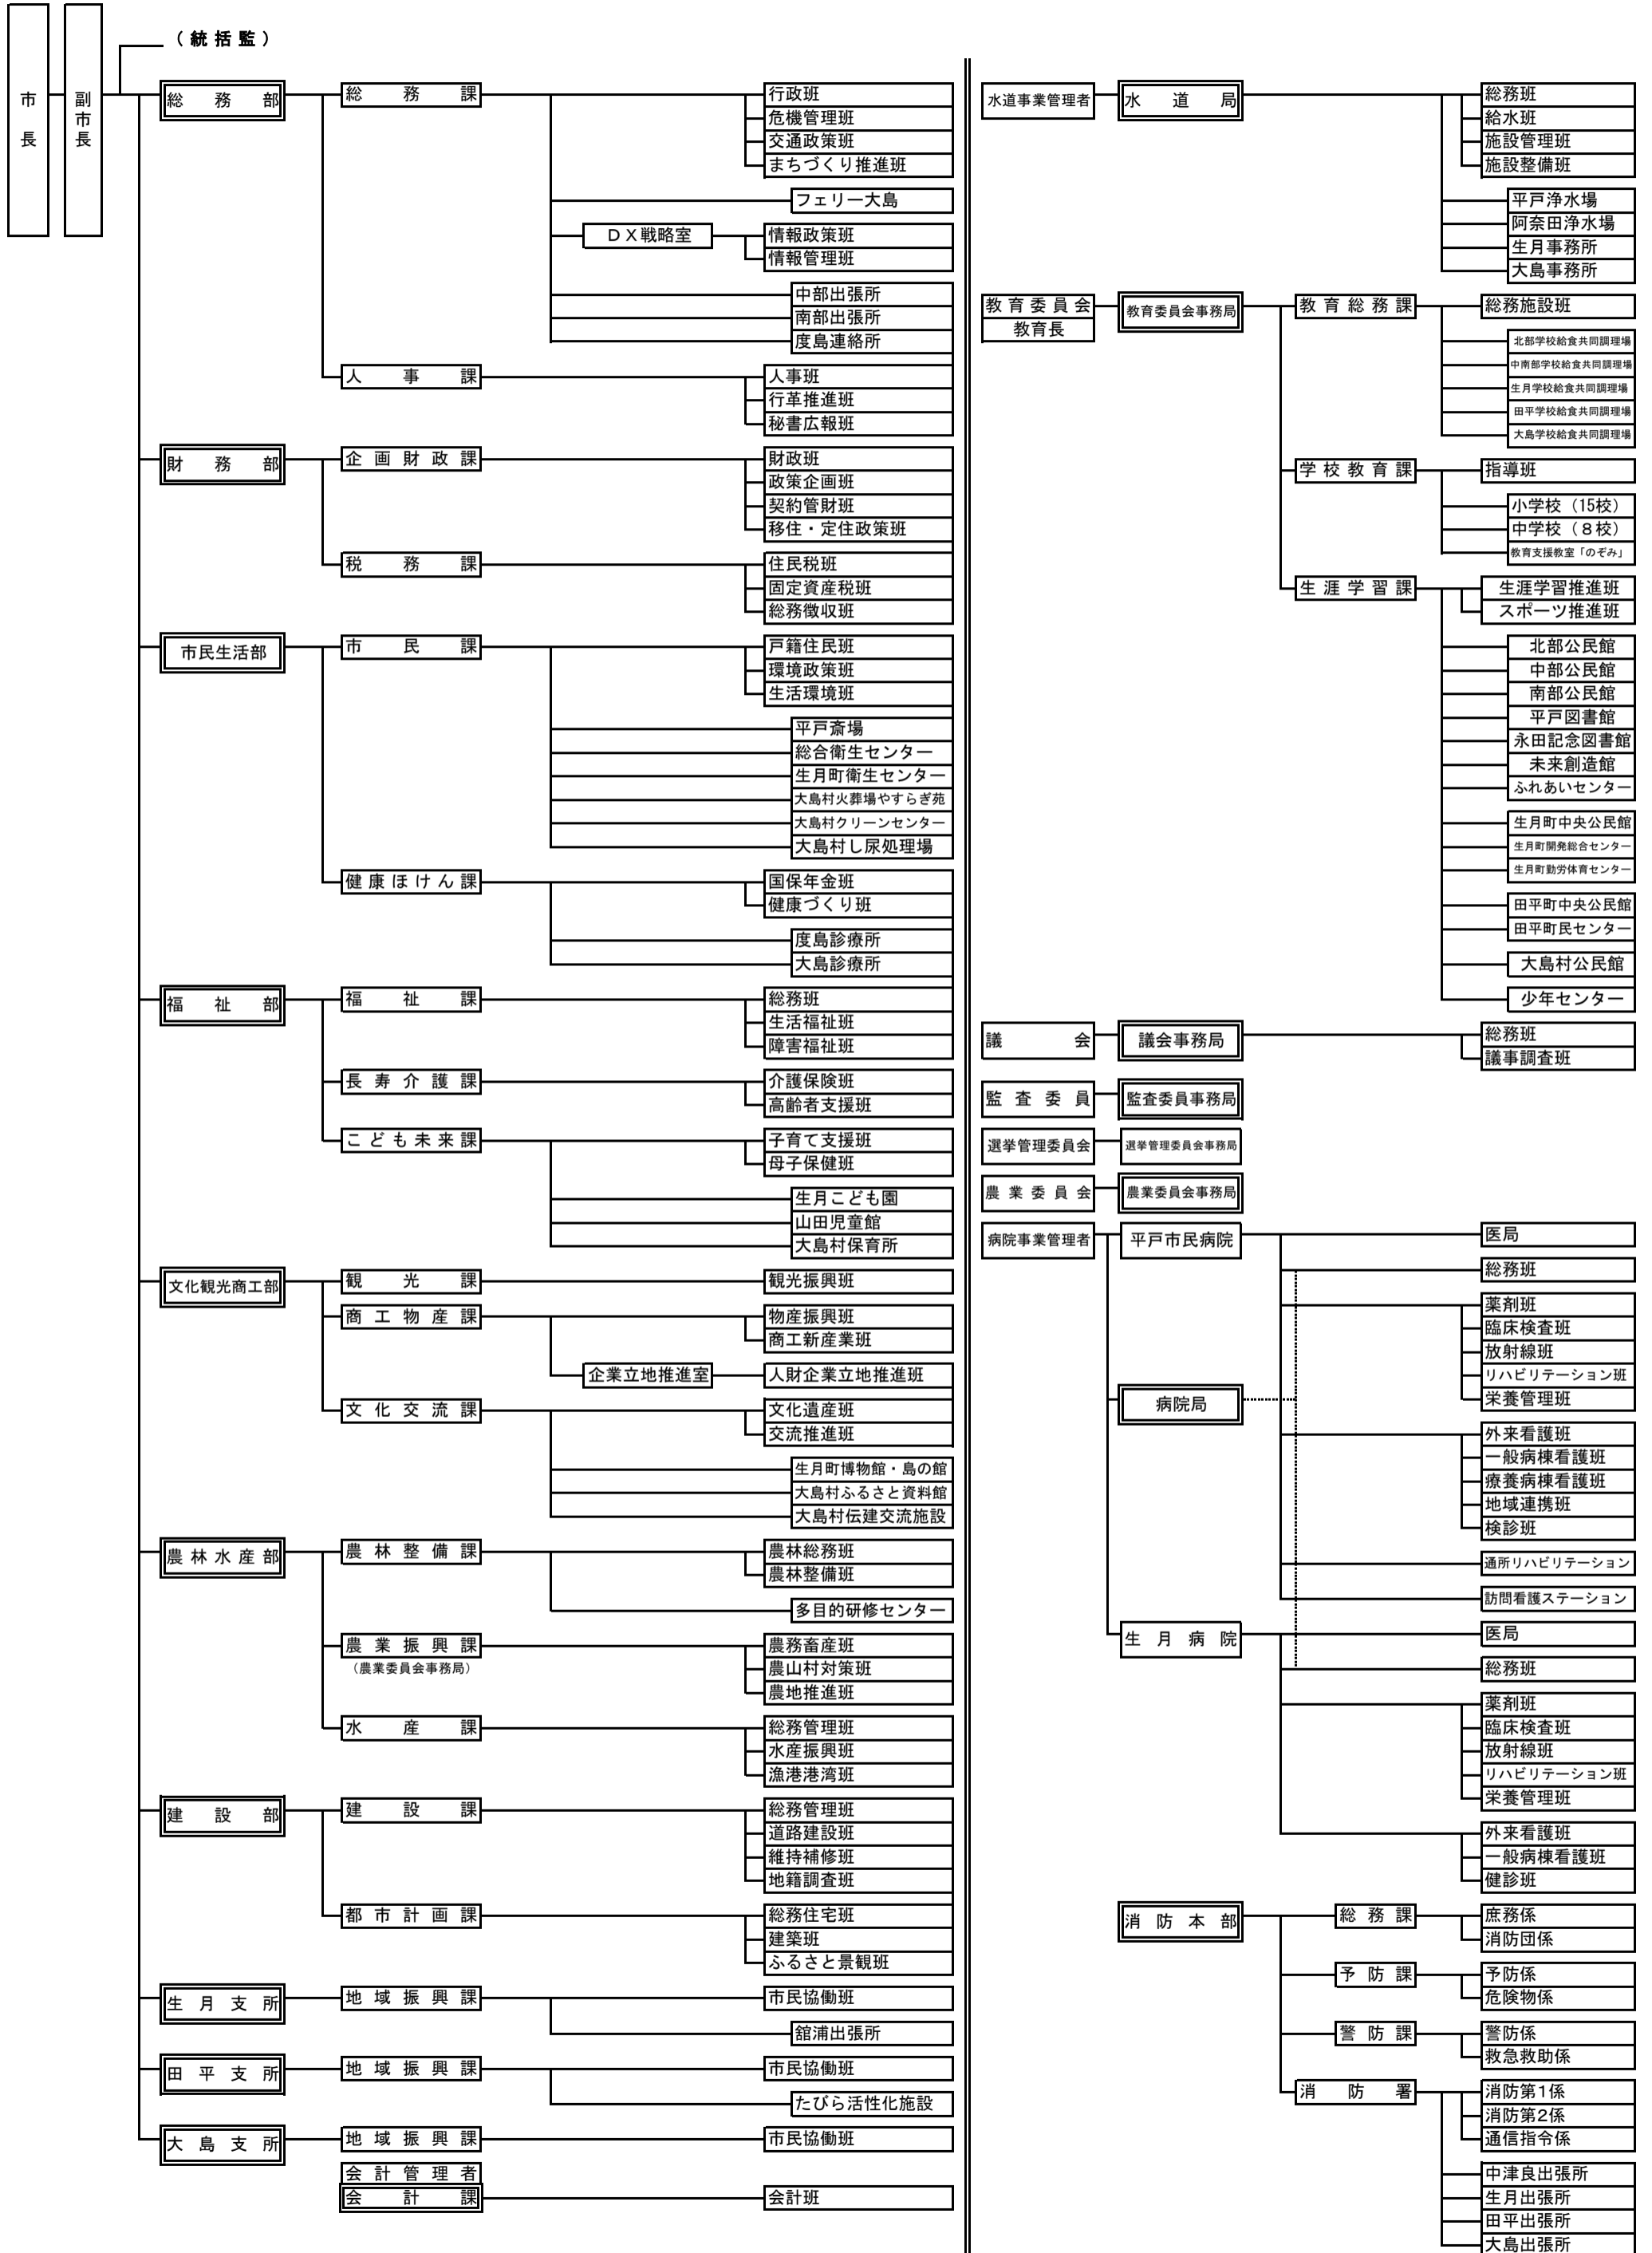 市長
副市長
（統括監）
総務部
総務課
行政班
危機管理班
交通政策班
まちづくり推進班
フェリー大島
ＤＸ戦略室
情報政策班
情報管理班
中部出張所
南部出張所
度島連絡所
人事課
人事班
行革推進班
秘書広報班
財務部
企画財政課
財政班
政策企画班
契約管財班
移住・定住政策班
税務課
住民税班
固定資産税班
総務徴収班
市民生活部
市民課
戸籍住民班
環境政策班
生活環境班
平戸斎場
総合衛生センター
生月町衛生センター
大島村火葬場やすらぎ苑
大島村クリーンセンター
大島村し尿処理場
健康ほけん課
国保年金班
健康づくり班
度島診療所
大島診療所
福祉部
福祉課
総務班
生活福祉班
障害福祉班
長寿介護課
介護保険班
高齢者支援班
こども未来課
子育て支援班
母子保健班
生月こども園
山田児童館
大島村保育所
文化観光商工部
観光課
観光振興班
商工物産課
物産振興班
商工新産業班
企業立地推進室
人財企業立地推進班
文化交流課
文化遺産班
交流推進班
生月町博物館・島の館
大島村ふるさと資料館
大島村伝建交流施設
農林水産部
農林整備課
農林総務班
農林整備班
多目的研修センター
農業振興課
（農業委員会事務局）
農務畜産班
農山村対策班
農地推進班
水産課
総務管理班
水産振興班
漁港港湾班
建設部
建設課
総務管理班
道路建設班
維持補修班
地籍調査班
都市計画課
総務住宅班
建築班
ふるさと景観班
生月支所
地域振興課
市民協働班
舘浦出張所
田平支所
地域振興課
市民協働班
たびら活性化施設
大島支所
地域振興課
市民協働班
会計管理者
会計課
会計班
水道事業管理者
水道局
総務班
給水班
施設管理班
施設整備班
平戸浄水場
阿奈田浄水場
生月事務所
大島事務所
教育委員会
教育長
教育委員会事務局
教育総務課
総務施設班
北部学校給食共同調理場
中南部学校給食共同調理場
生月学校給食共同調理場
田平学校給食共同調理場
大島学校給食共同調理場
学校教育課
指導班
小学校（15校）
中学校（８校）
教育支援教室「のぞみ」
生涯学習課
生涯学習推進班
スポーツ推進班
北部公民館
中部公民館
南部公民館
平戸図書館
永田記念図書館
未来創造館
ふれあいセンター
生月町中央公民館
生月町開発総合センター
生月町勤労体育センター
田平町中央公民館
田平町民センター
大島村公民館
少年センター
議会
議会事務局
総務班
議事調査班
監査委員
監査委員事務局
選挙管理委員会
選挙管理委員会事務局
農業委員会
農業委員会事務局
病院事業管理者
平戸市民病院
医局
総務班
薬剤班
臨床検査班
放射線班
リハビリテーション班
栄養管理班
病院局
外来看護班
一般病棟看護班
療養病棟看護班
地域連携班
検診班
通所リハビリテーション
訪問看護ステーション
生月病院
医局
総務班
薬剤班
臨床検査班
放射線班
リハビリテーション班
栄養管理班
外来看護班
一般病棟看護班
健診班
消防本部
総務課
庶務係
消防団係
予防課
予防係
危険物係
警防課
警防係
救急救助係
消防署
消防第1係
消防第2係
通信指令係
中津良出張所
生月出張所
田平出張所
大島出張所